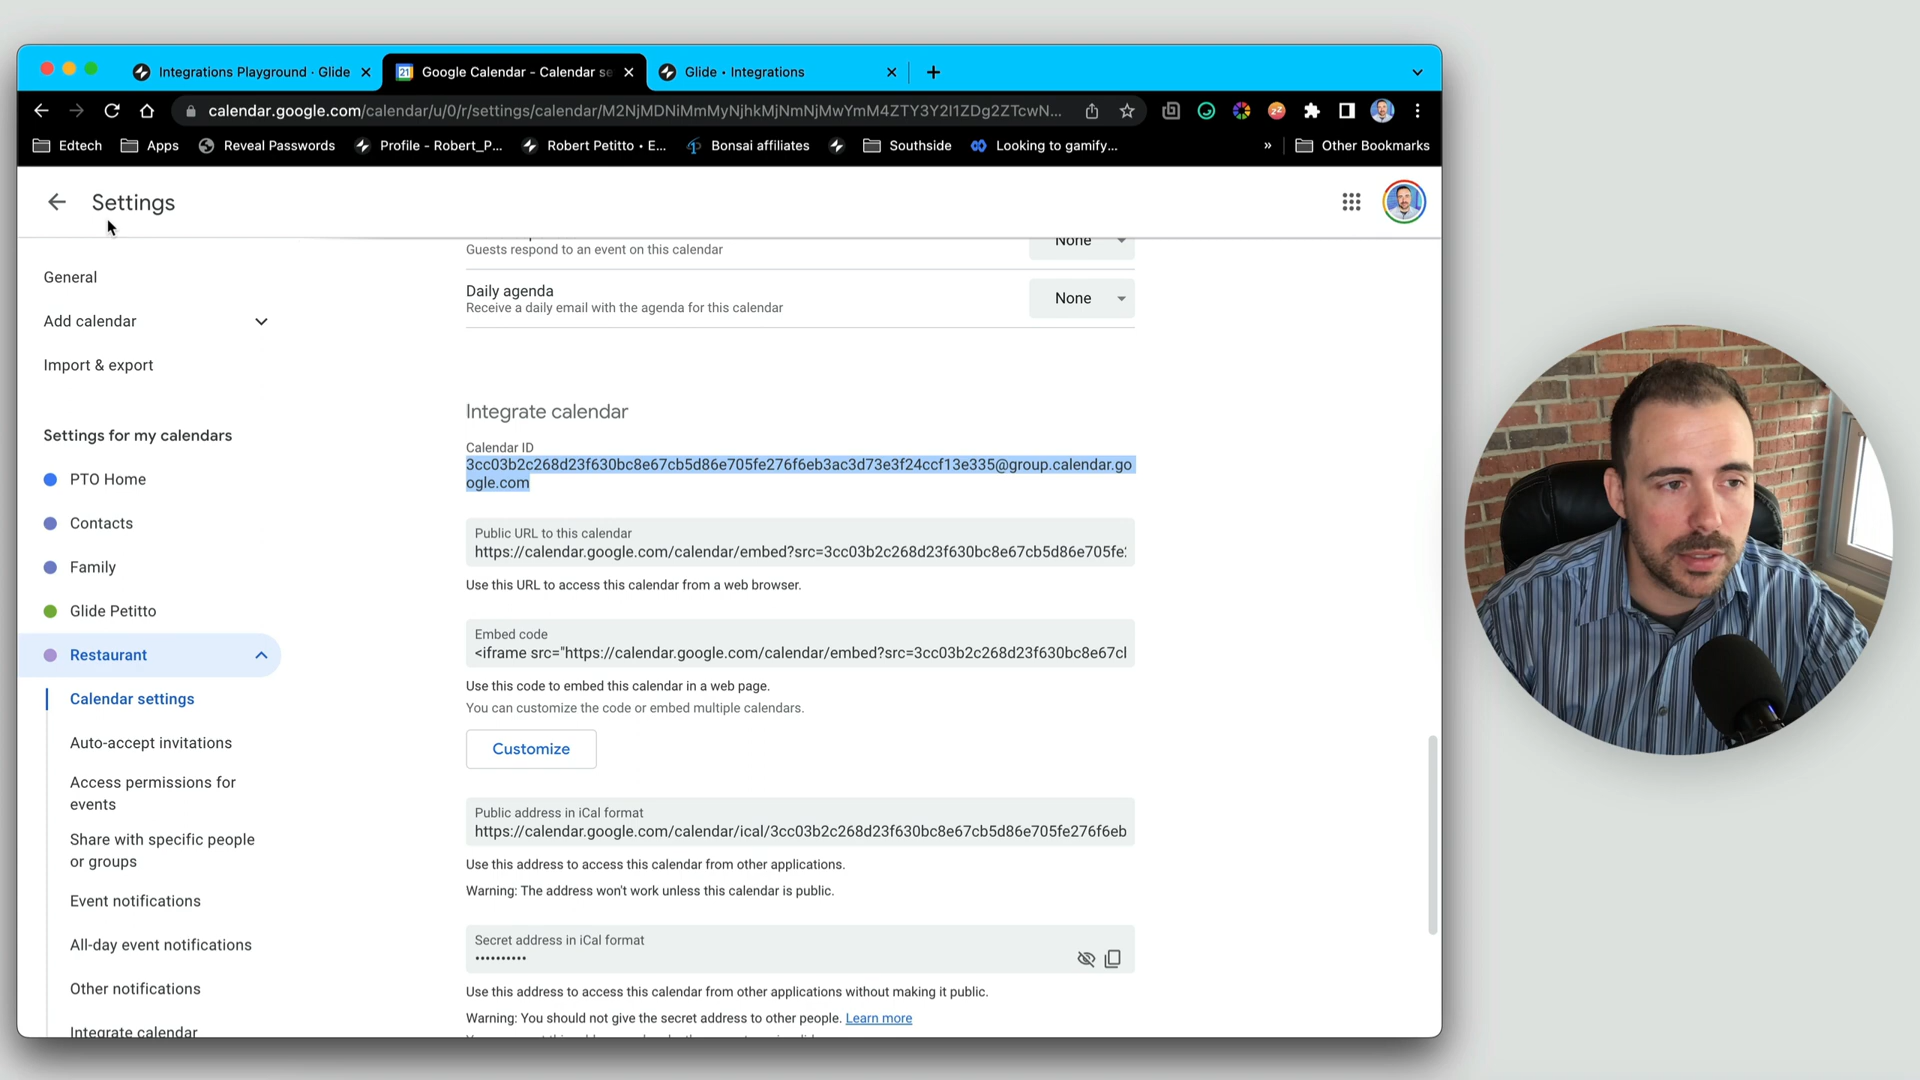 Integrations Playground · Glide
21
Google Calendar - Calendar se
Glide • Integrations
calendar.google.com/calendar/u/0/r/settings/calendar/M2NjMDNiMmMyNjhkMjNmNjMwYmM4ZTY3Y2I1ZDg2ZTcwN...
Edtech
Apps
Reveal Passwords
Profile - Robert_P...
Robert Petitto • E...
Bonsai affiliates
Southside
Looking to gamify...
»
Other Bookmarks
Settings
General
Add calendar
Import & export
Settings for my calendars
PTO Home
Contacts
Family
Glide Petitto
Restaurant
Calendar settings
Auto-accept invitations
Access permissions for
events
Share with specific people
or groups
Event notifications
All-day event notifications
Other notifications
Integrate calendar
Guests respond to an event on this calendar
None
Daily agenda
Receive a daily email with the agenda for this calendar
None
Integrate calendar
Calendar ID
3cc03b2c268d23f630bc8e67cb5d86e705fe276f6eb3ac3d73e3f24ccf13e335@group.calendar.go
ogle.com
Public URL to this calendar
https://calendar.google.com/calendar/embed?src=3cc03b2c268d23f630bc8e67cb5d86e705fe
Use this URL to access this calendar from a web browser.
Embed code
<iframe src="https://calendar.google.com/calendar/embed?src=3cc03b2c268d23f630bc8e67cl
Use this code to embed this calendar in a web page.
You can customize the code or embed multiple calendars.
Customize
Public address in iCal format
https://calendar.google.com/calendar/ical/3cc03b2c268d23f630bc8e67cb5d86e705fe276f6eb
Use this address to access this calendar from other applications.
Warning: The address won't work unless this calendar is public.
Secret address in iCal format
••••••••••
Use this address to access this calendar from other applications without making it public.
Warning: You should not give the secret address to other people. Learn more